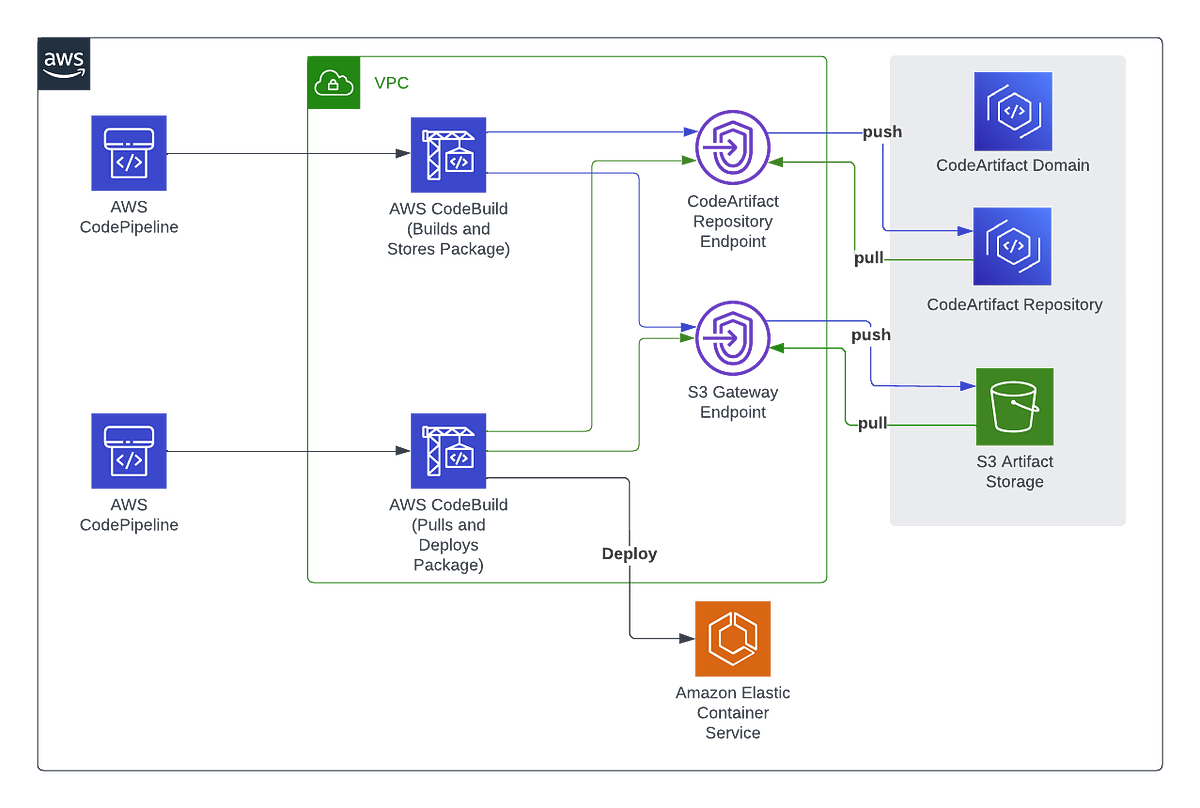 aws
VPC
AWS
CodePipeline
AWS CodeBuild
(Builds and
Stores Package)
CodeArtifact
Repository
Endpoint
push
pull
CodeArtifact Domain
CodeArtifact Repository
S3 Gateway
Endpoint
push
pull
S3 Artifact
Storage
AWS
CodePipeline
AWS CodeBuild
(Pulls and
Deploys
Package)
Deploy
Amazon Elastic
Container
Service